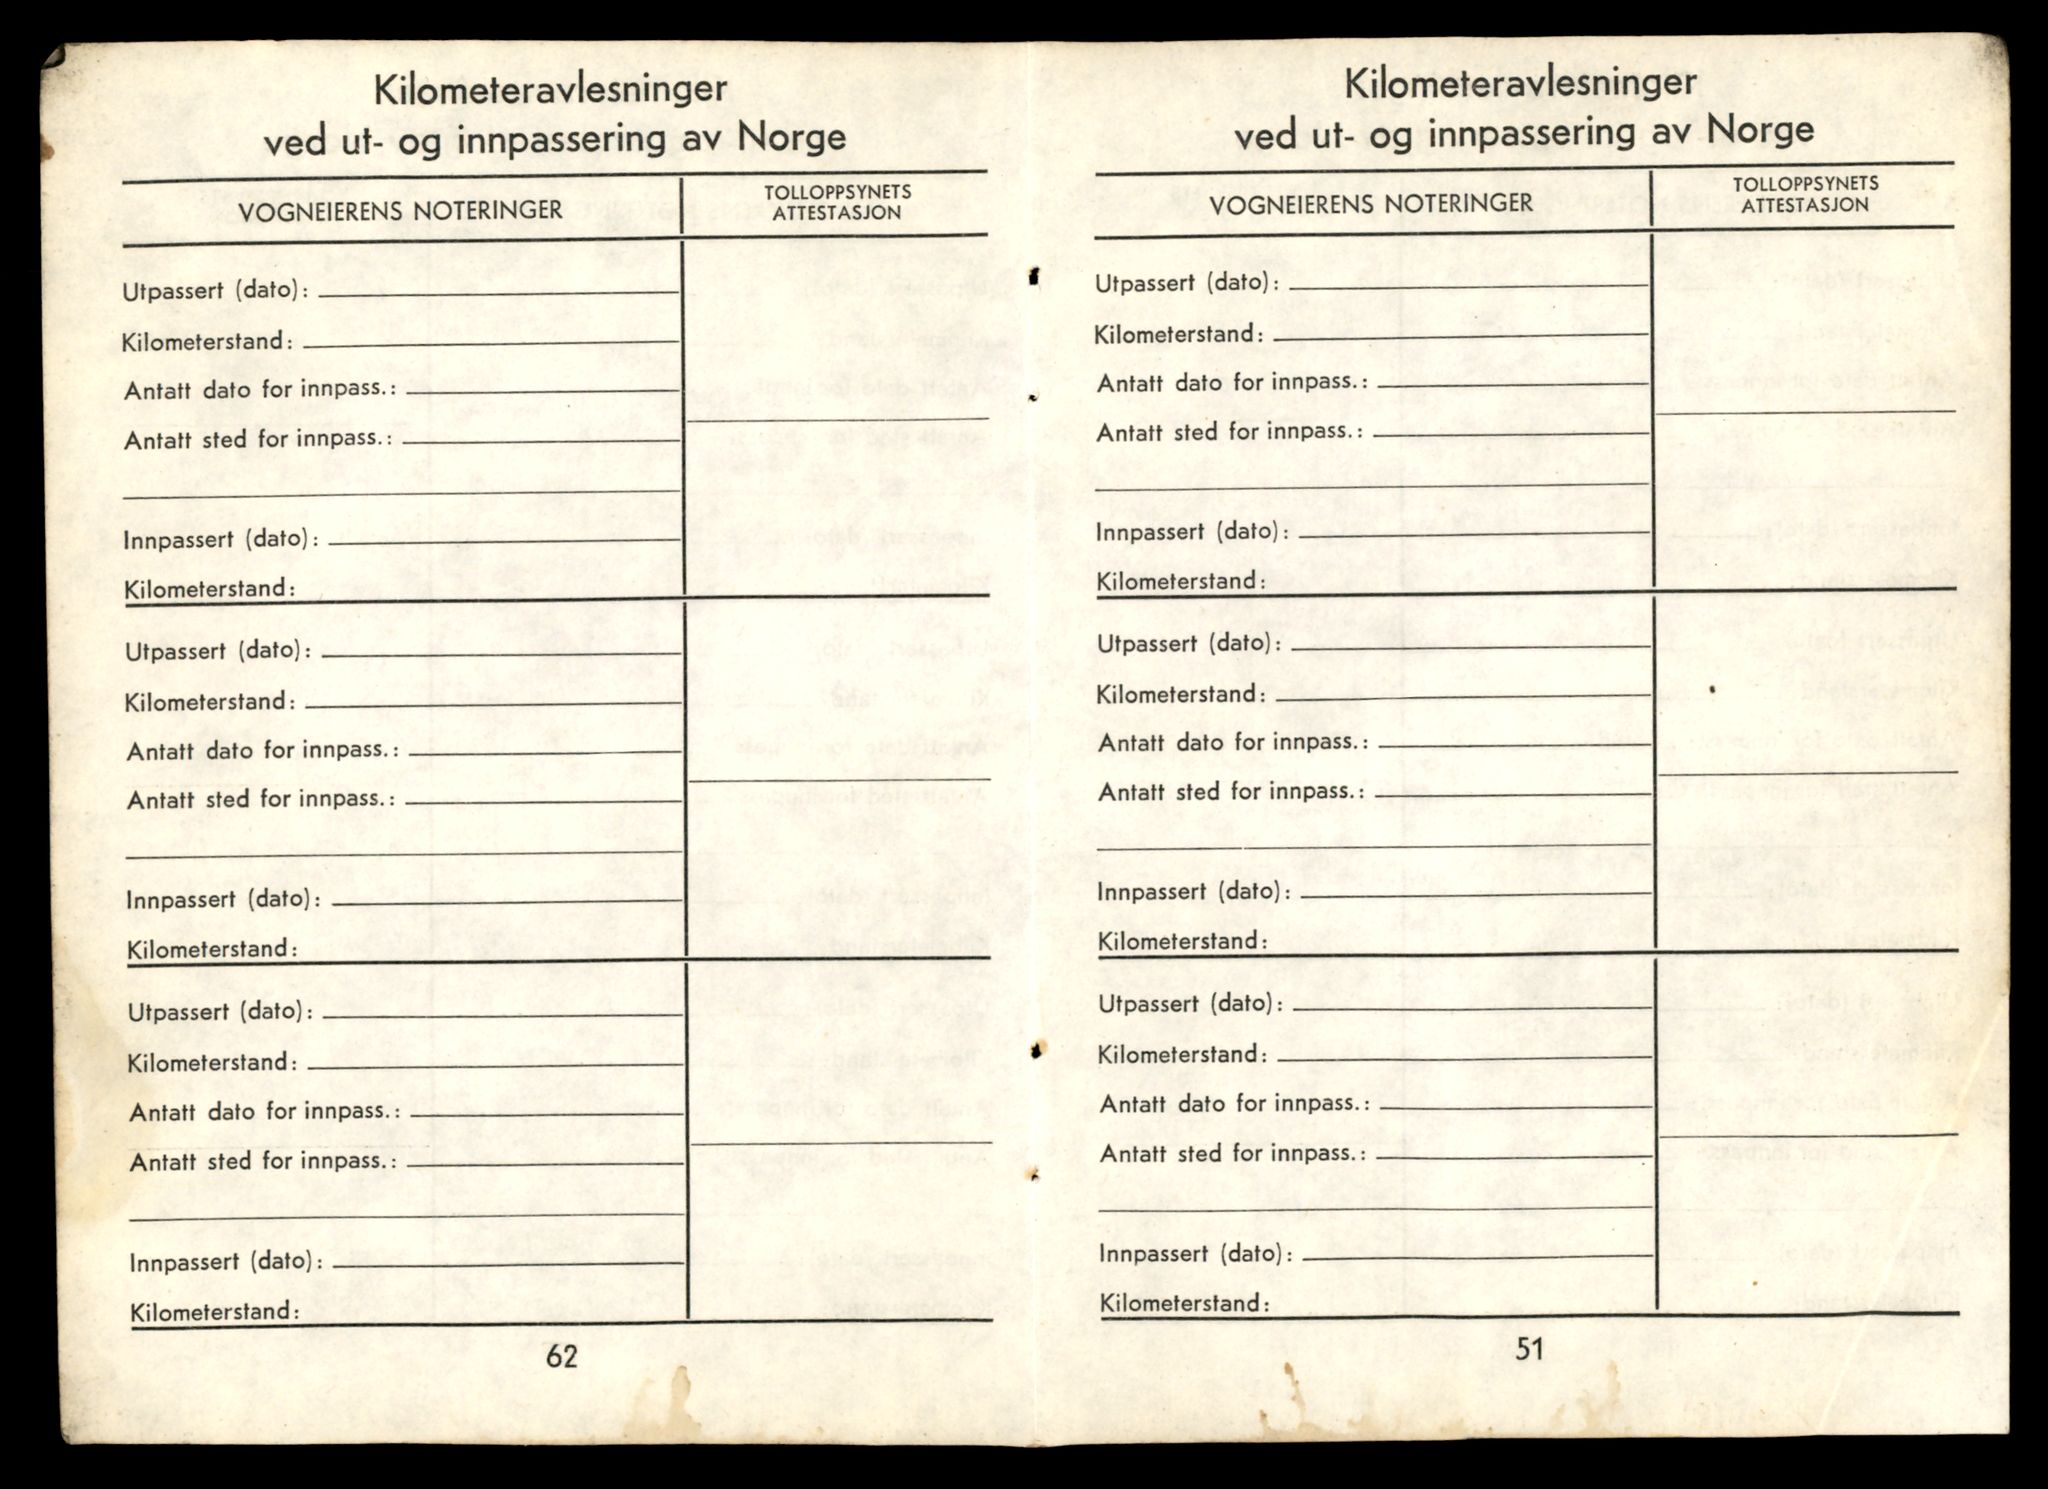 Kilometeravlesninger
ved ut- og innpassering av Norge
VOGNEIERENS NOTERINGER
TOLLOPPSYNETS
ATTESTASJON
Utpassert (dato):
Kilometerstand:
Antatt dato for innpass.:
Antatt sted for innpass.:
Innpassert (dato):
Kilometerstand:
Utpassert (dato):
Kilometerstand:
Antatt dato for innpass.:
Antatt sted for innpass.:
Innpassert (dato):
Kilometerstand:
Utpassert (dato):
Kilometerstand:
Antatt dato for innpass.:
Antatt sted for innpass.:
Innpassert (dato):
Kilometerstand:
62
Kilometeravlesninger
ved ut- og innpassering av Norge
VOGNEIERENS NOTERINGER
TOLLOPPSYNETS
ATTESTASJON
Utpassert (dato):
Kilometerstand:
Antatt dato for innpass.:
Antatt sted for innpass.:
Innpassert (dato):
Kilometerstand:
Utpassert (dato):
Kilometerstand:
Antatt dato for innpass.:
Antatt sted for innpass.:
Innpassert (dato):
Kilometerstand:
Utpassert (dato):
Kilometerstand:
Antatt dato for innpass.:
Antatt sted for innpass.:
Innpassert (dato):
Kilometerstand:
51